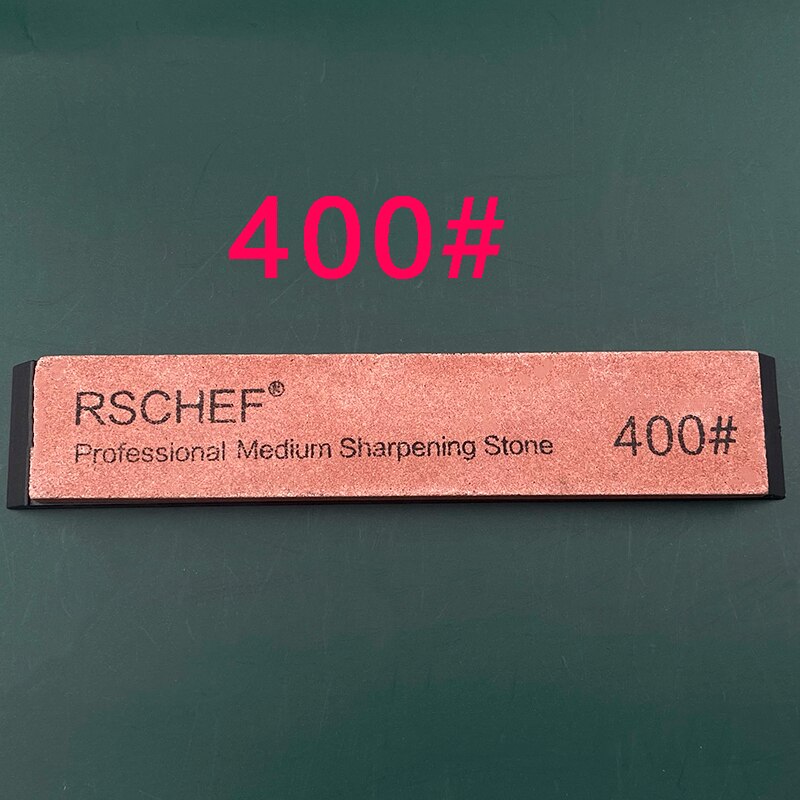 400#
RSCHEF®
Professional Medium Sharpening Stone
400#